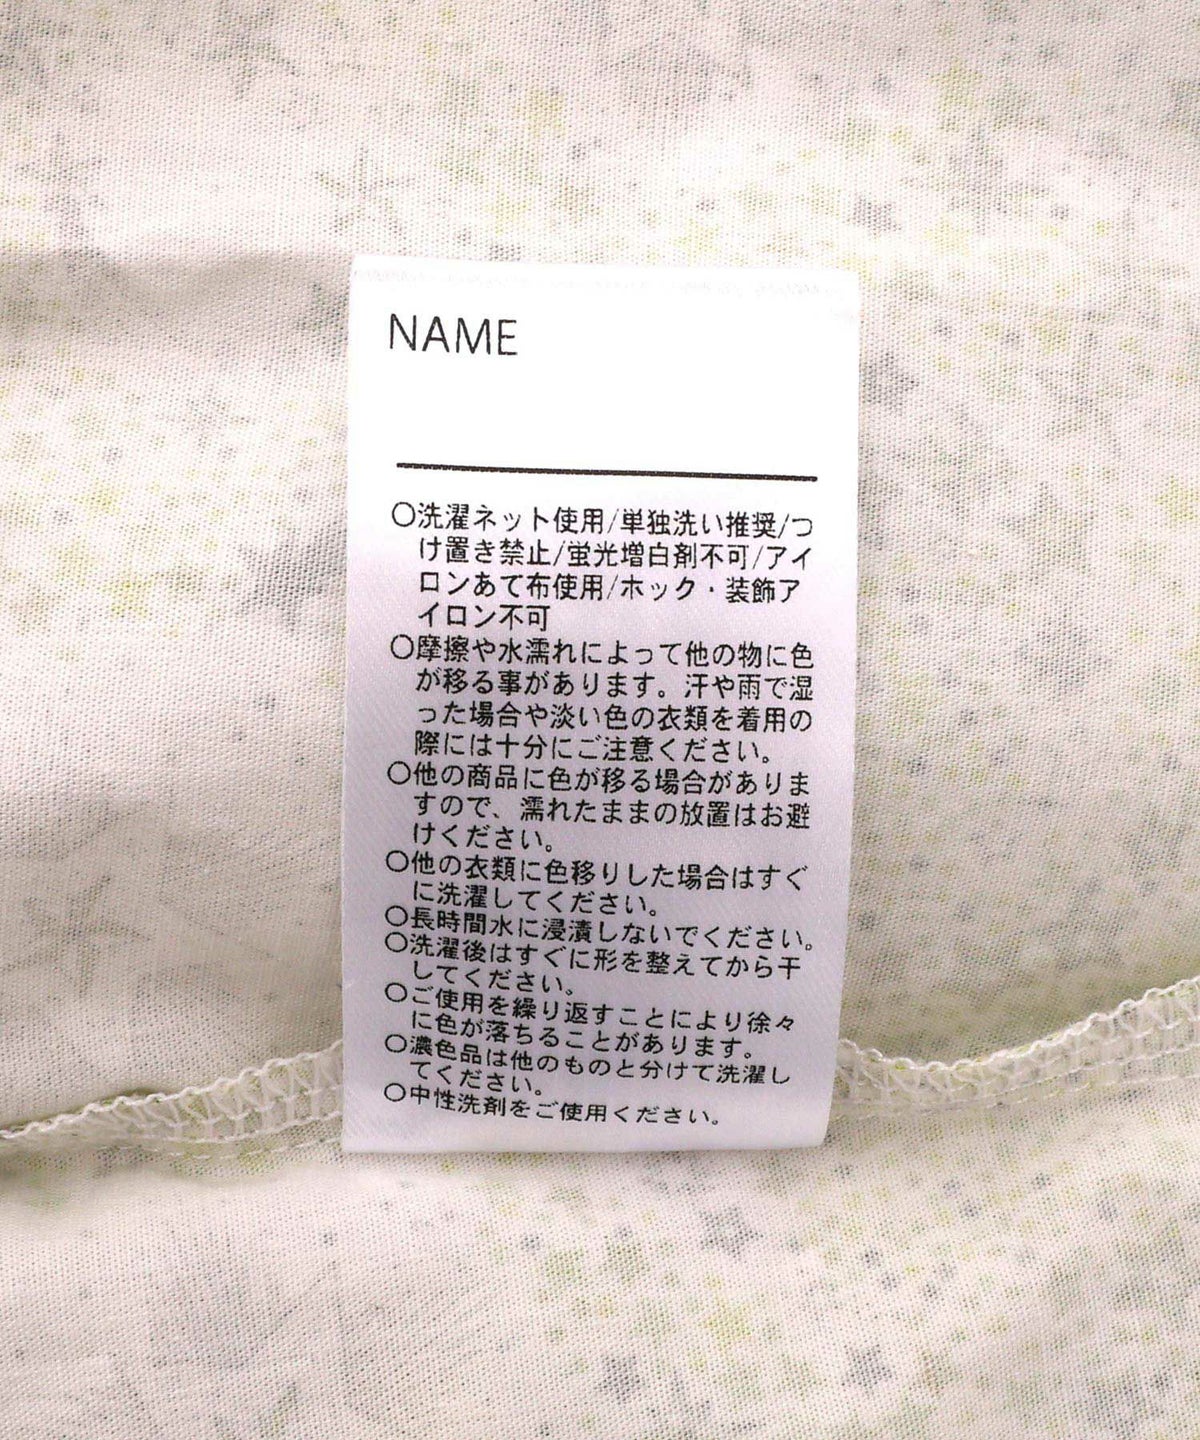 NAME
○洗濯ネット使用/単独洗い推奨/つ
け置き禁止/蛍光増白剤不可/アイ
ロンあて布使用/ホック・装飾ア
イロン不可
○摩擦や水濡れによって他の物に色
が移る事があります。汗や雨で湿
った場合や淡い色の衣類を着用の
際には十分にご注意ください。
○他の商品に色が移る場合がありま
すので、濡れたままの放置はお避
けください。
○他の衣類に色移りした場合はすぐ
に洗濯してください。
○長時間水に浸漬しないでください。
○洗濯後はすぐに形を整えてから干
してください。
○ご使用を繰り返すことにより徐々
に色が落ちることがあります。
○濃色品は他のものと分けて洗濯し
てください。
○中性洗剤をご使用ください。